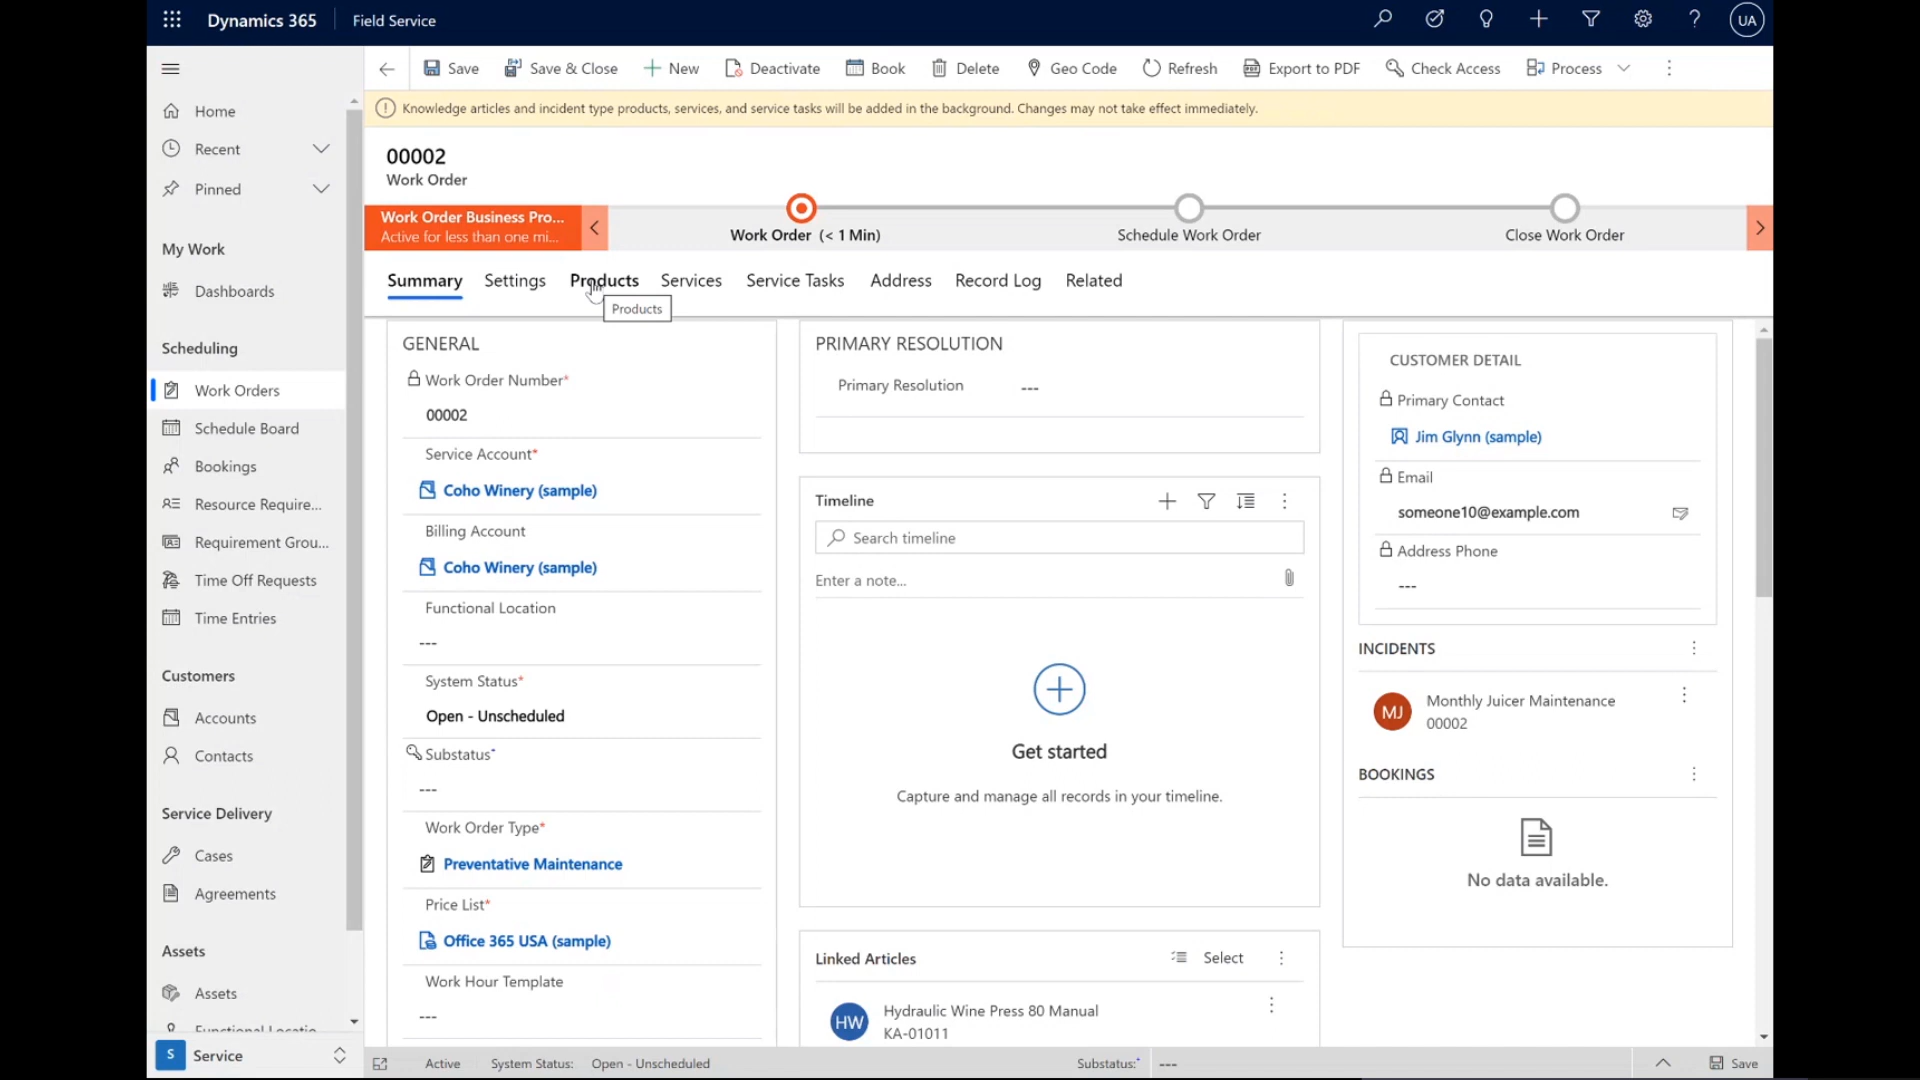 Dynamics 365
Field Service
UA
Save
Save & Close
New
Deactivate
Book
Delete
Geo Code
Refresh
Export to PDF
Check Access
Process
Knowledge articles and incident type products, services, and service tasks will be added in the background. Changes may not take effect immediately.
Home
Recent
Pinned
My Work
Dashboards
Scheduling
Work Orders
Schedule Board
Bookings
Resource Require...
Requirement Grou...
Time Off Requests
Time Entries
Customers
Accounts
Contacts
Service Delivery
Cases
Agreements
Assets
Assets
Functional Locatio
S
Service
00002
Work Order
Work Order Business Pro...
Active for less than one mi...
Work Order (< 1 Min)
Schedule Work Order
Close Work Order
Summary
Settings
Products
Services
Service Tasks
Address
Record Log
Related
Products
GENERAL
Work Order Number*
00002
Service Account*
Coho Winery (sample)
Billing Account
Coho Winery (sample)
Functional Location
---
System Status*
Open - Unscheduled
Substatus+
---
Work Order Type*
Preventative Maintenance
Price List*
Office 365 USA (sample)
Work Hour Template
---
PRIMARY RESOLUTION
Primary Resolution
---
Timeline
Search timeline
Enter a note...
Get started
Capture and manage all records in your timeline.
Linked Articles
Select
HW
Hydraulic Wine Press 80 Manual
KA-01011
CUSTOMER DETAIL
Primary Contact
Jim Glynn (sample)
Email
someone10@example.com
Address Phone
---
INCIDENTS
MJ
Monthly Juicer Maintenance
00002
BOOKINGS
No data available.
Active
System Status:
Open - Unscheduled
Substatus:+
---
Save